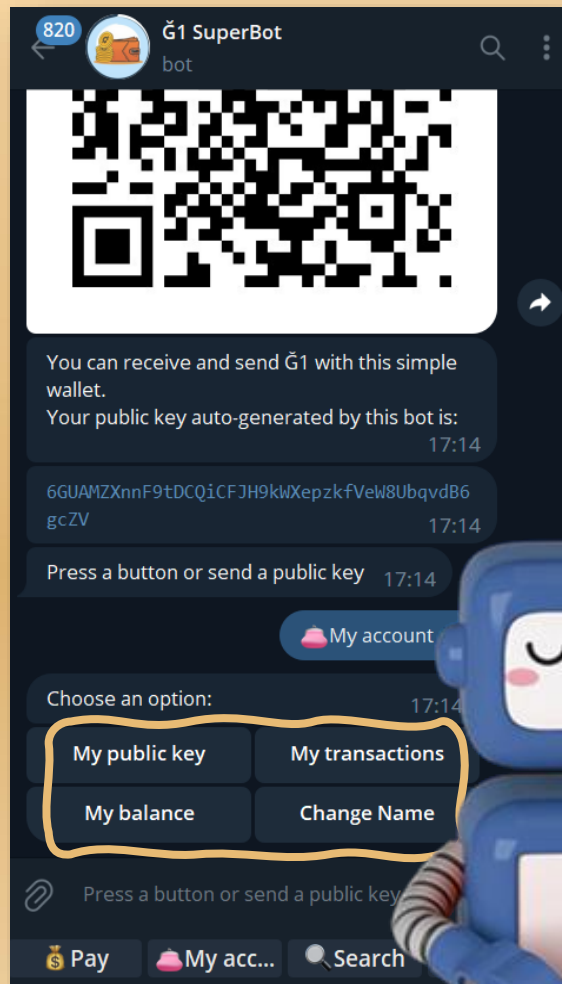 820
Ğ1 SuperBot
bot
You can receive and send Ğ1 with this simple
wallet.
Your public key auto-generated by this bot is:
17:14
6GUAMZXnnF9tDCQiCFJH9kWXepzkfVeW8UbqvdB6
gcZV
17:14
Press a button or send a public key 17:14
My account
Choose an option:
17:14
My public key My transactions
My balance Change Name
Press a button or send a public key
Pay My acc... Search